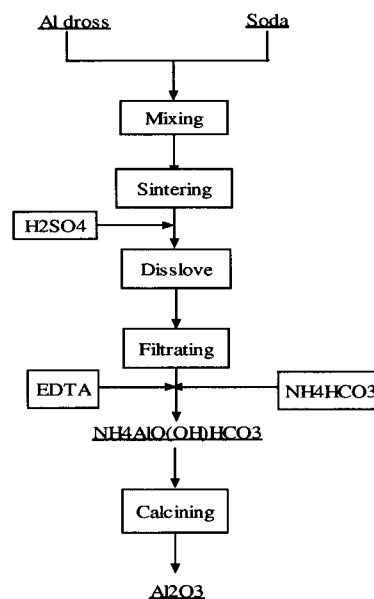 Al dross
Soda
Mixing
Sintering
H2SO4
Disslove
Filtrating
EDTA
NH4HCO3
NH4AlO(OH)HCO3
Calcining
Al2O3